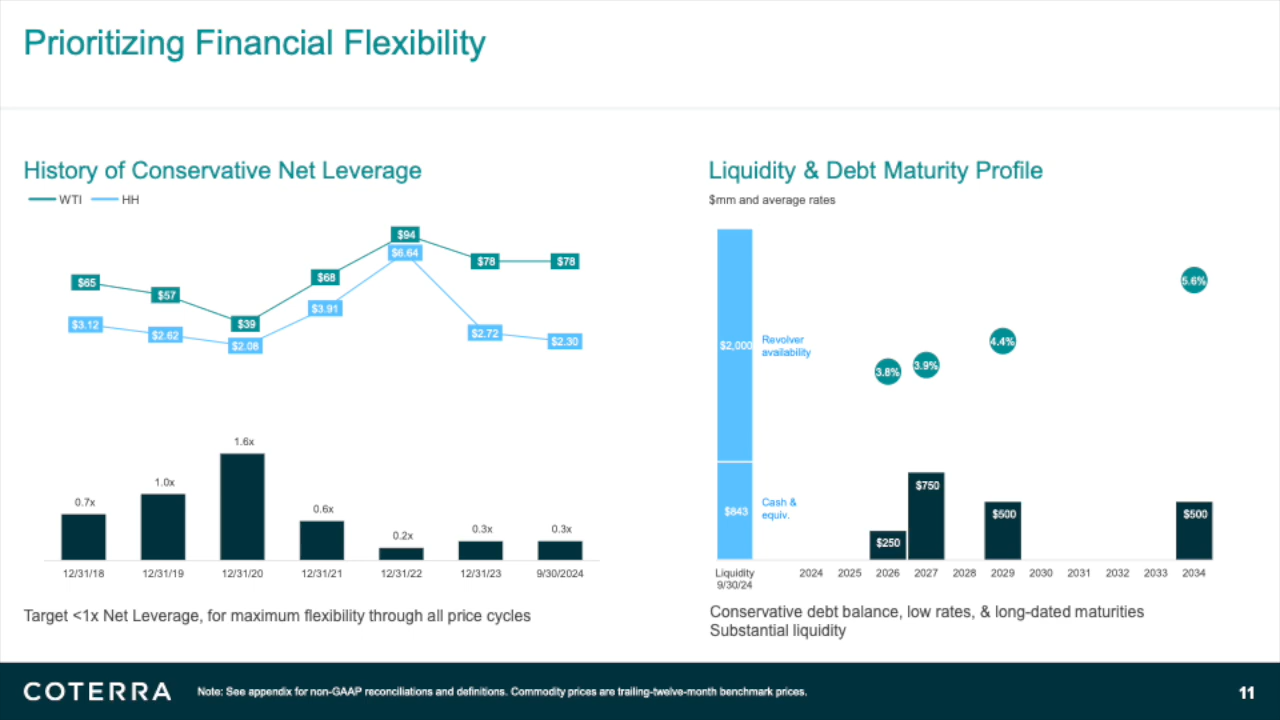 Prioritizing Financial Flexibility
History of Conservative Net Leverage
WTI HH
$94
$6.64
$78 $78
$68
$65
$57
$3.91
$39
$3.12
$2.62
$2.72
$2.08
$2.30
1.6x
1.0x
0.7x
0.6x
0.2x
0.3x
0.3x
12/31/18 12/31/19 12/31/20 12/31/21 12/31/22 12/31/23 9/30/2024
Target <1x Net Leverage, for maximum flexibility through all price cycles
Liquidity & Debt Maturity Profile
$mm and average rates
5.6%
$2,000
Revolver
availability
4.4%
3.8% 3.9%
$843
Cash &
equiv.
$250
$750
$500
$500
Liquidity
9/30/24
2024 2025 2026 2027 2028 2029 2030 2031 2032 2033 2034
Conservative debt balance, low rates, & long-dated maturities
Substantial liquidity
COTERRA
Note: See appendix for non-GAAP reconciliations and definitions. Commodity prices are trailing-twelve-month benchmark prices.
11